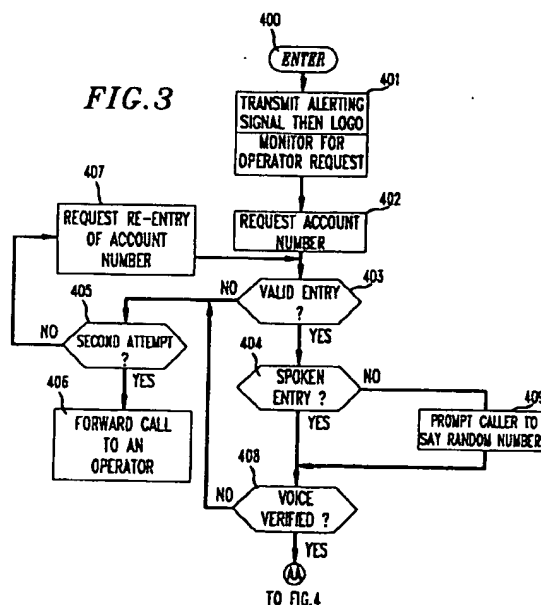 400
ENTER
FIG.3
401
TRANSMIT ALERTING
SIGNAL THEN LOGO
MONITOR FOR
OPERATOR REQUEST
407
REQUEST RE-ENTRY
OF ACCOUNT
NUMBER
402
REQUEST ACCOUNT
NUMBER
403
NO
VALID ENTRY
?
YES
405
NO
SECOND ATTEMPT
?
YES
404
SPOKEN
ENTRY ?
NO
YES
406
FORWARD CALL
TO AN
OPERATOR
409
PROMPT CALLER TO
SAY RANDOM NUMBER
408
NO
VOICE
VERIFIED ?
YES
AA
TO FIG.4